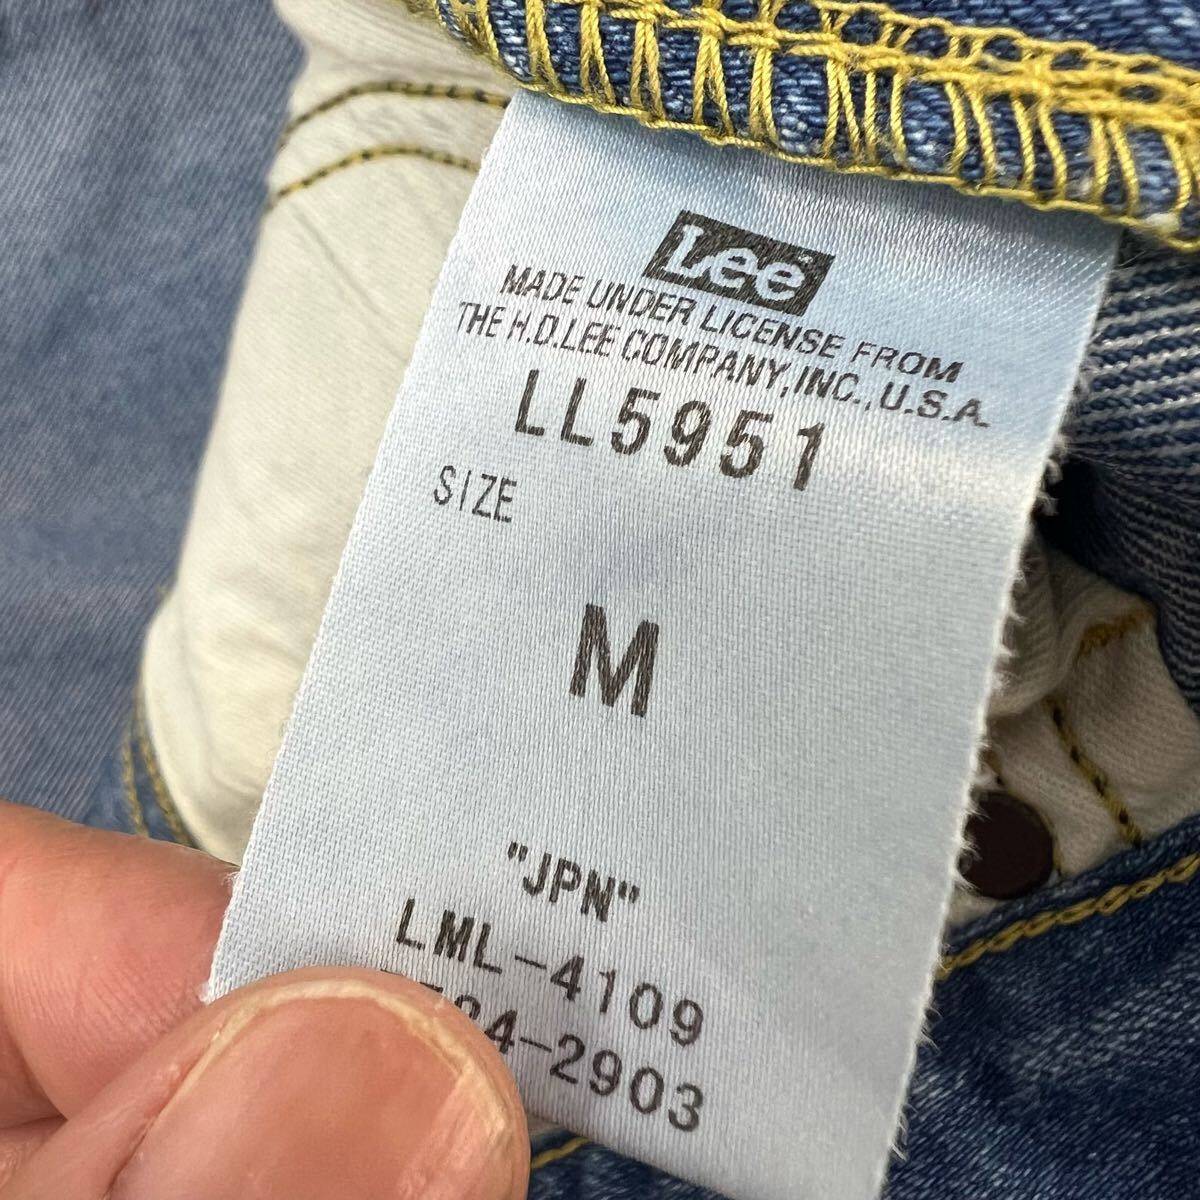 Lee
MADE UNDER LICENSE FROM
THE H.D.LEE COMPANY, INC., U.S.A.
LL5951
SIZE
M
"JPN"
LML-4109